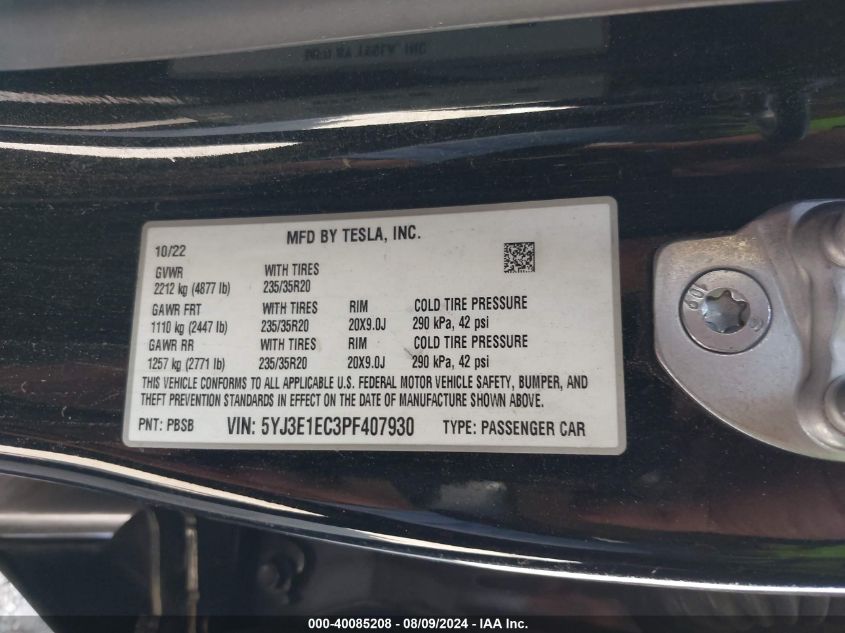 MFD BY TESLA, INC.
10/22
GVWR WITH TIRES
2212 kg (4877 lb) 235/35R20
GAWR FRT WITH TIRES RIM COLD TIRE PRESSURE
1110 kg (2447 lb) 235/35R20 20X9.0J 290 kPa, 42 psi
GAWR RR WITH TIRES RIM COLD TIRE PRESSURE
1257 kg (2771 lb) 235/35R20 20X9.0J 290 kPa, 42 psi
THIS VEHICLE CONFORMS TO ALL APPLICABLE U.S. FEDERAL MOTOR VEHICLE SAFETY, BUMPER, AND
THEFT PREVENTION STANDARDS IN EFFECT ON THE DATE OF MANUFACTURE SHOWN ABOVE.
PNT: PBSB VIN: 5YJ3E1EC3PF407930 TYPE: PASSENGER CAR
000-40085208 - 08/09/2024 - IAA Inc.